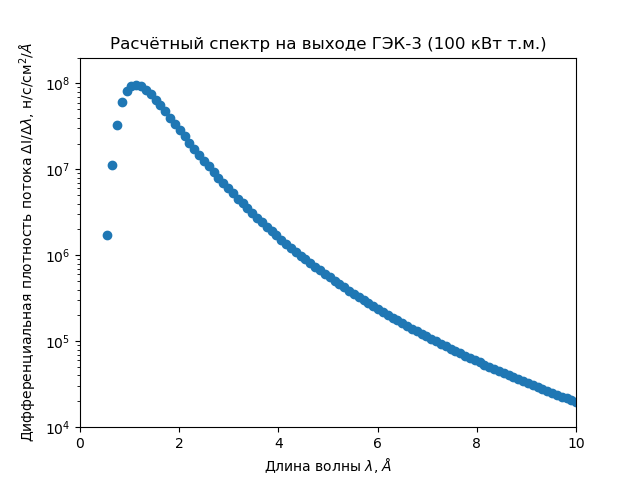 Расчётный спектр на выходе ГЭК-3 (100 кВт т.м.)
Дифференциальная плотность потока ΔI/Δλ, н/с/см²/Å
10⁸
10⁷
10⁶
10⁵
10⁴
0 2 4 6 8 10
Длина волны λ, Å